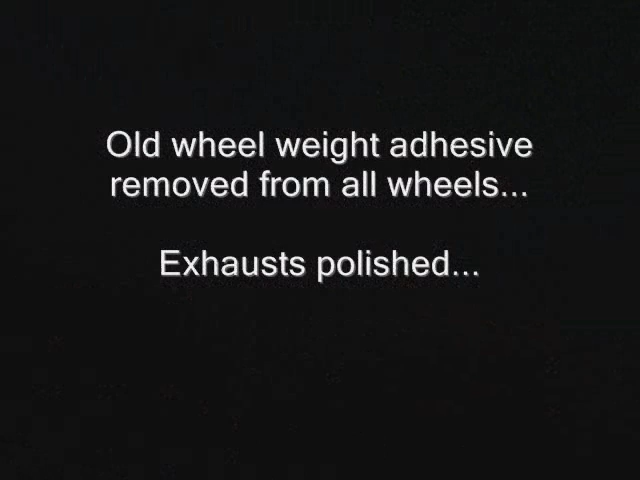 Old wheel weight adhesive
removed from all wheels...
Exhausts polished...